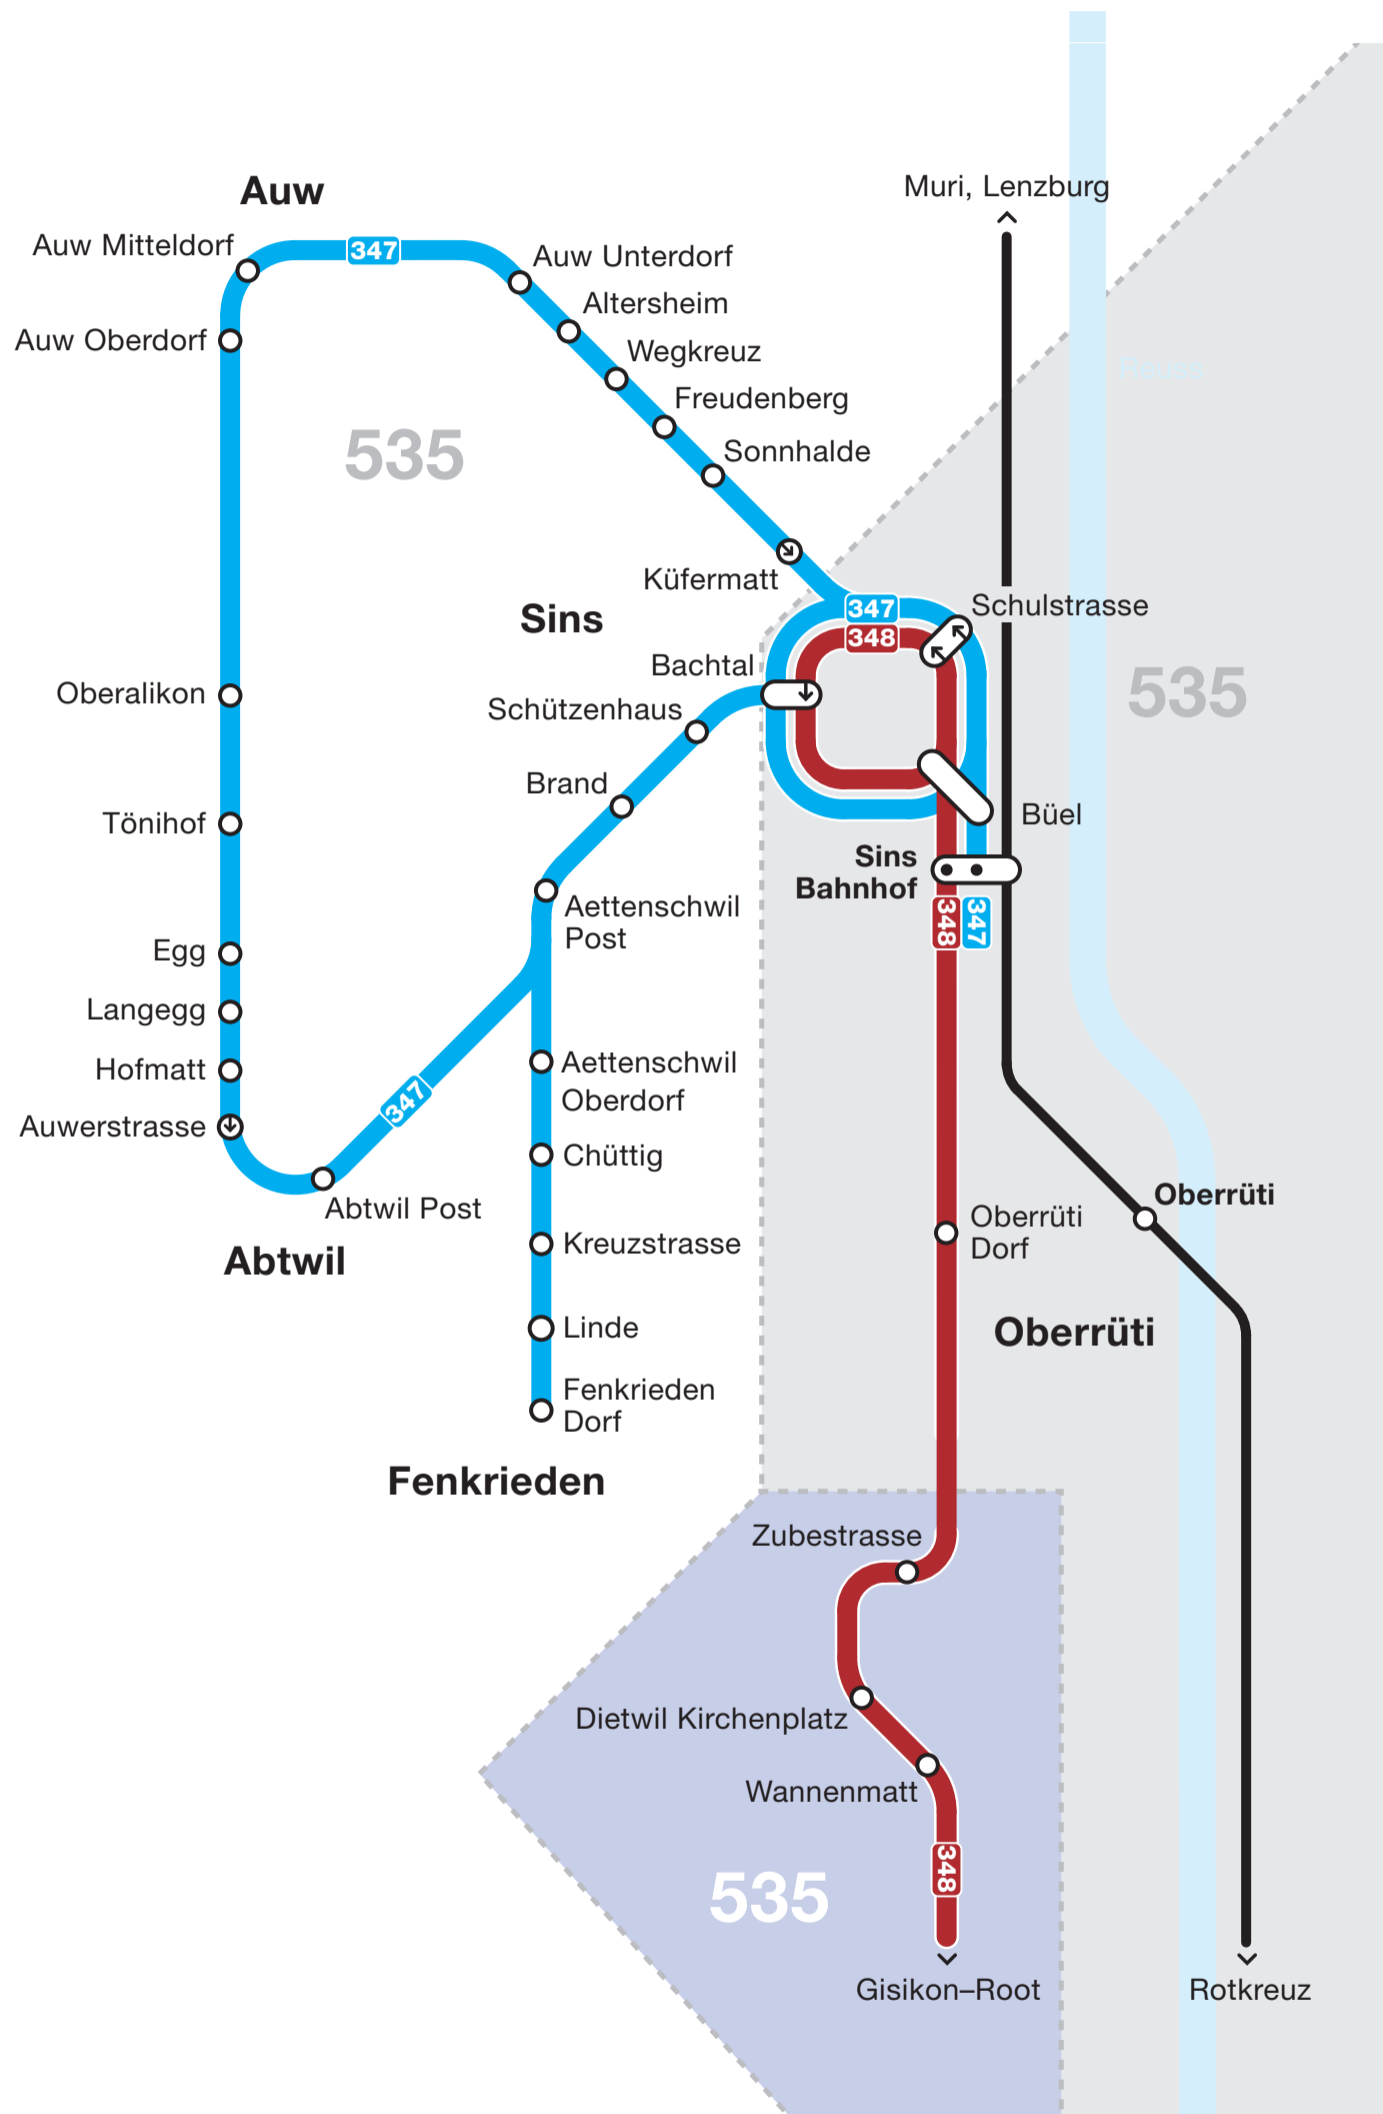 Muri, Lenzburg
Auw
Auw Mitteldorf
347
Auw Unterdorf
Altersheim
Auw Oberdorf
Wegkreuz
Reuss
Freudenberg
535
Sonnhalde
Küfermatt
Sins
347
Schulstrasse
348
Bachtal
Oberalikon
535
Schützenhaus
Brand
Büel
Tönihof
Sins
Bahnhof
Aettenschwil
Post
348
347
Egg
Langegg
Aettenschwil
Oberdorf
Hofmatt
347
Auwerstrasse
Chüttig
Abtwil Post
Oberrüti
Oberrüti
Dorf
Kreuzstrasse
Abtwil
Linde
Oberrüti
Fenkrieden
Dorf
Fenkrieden
Zubestrasse
Dietwil Kirchenplatz
Wannenmatt
348
535
Gisikon–Root
Rotkreuz